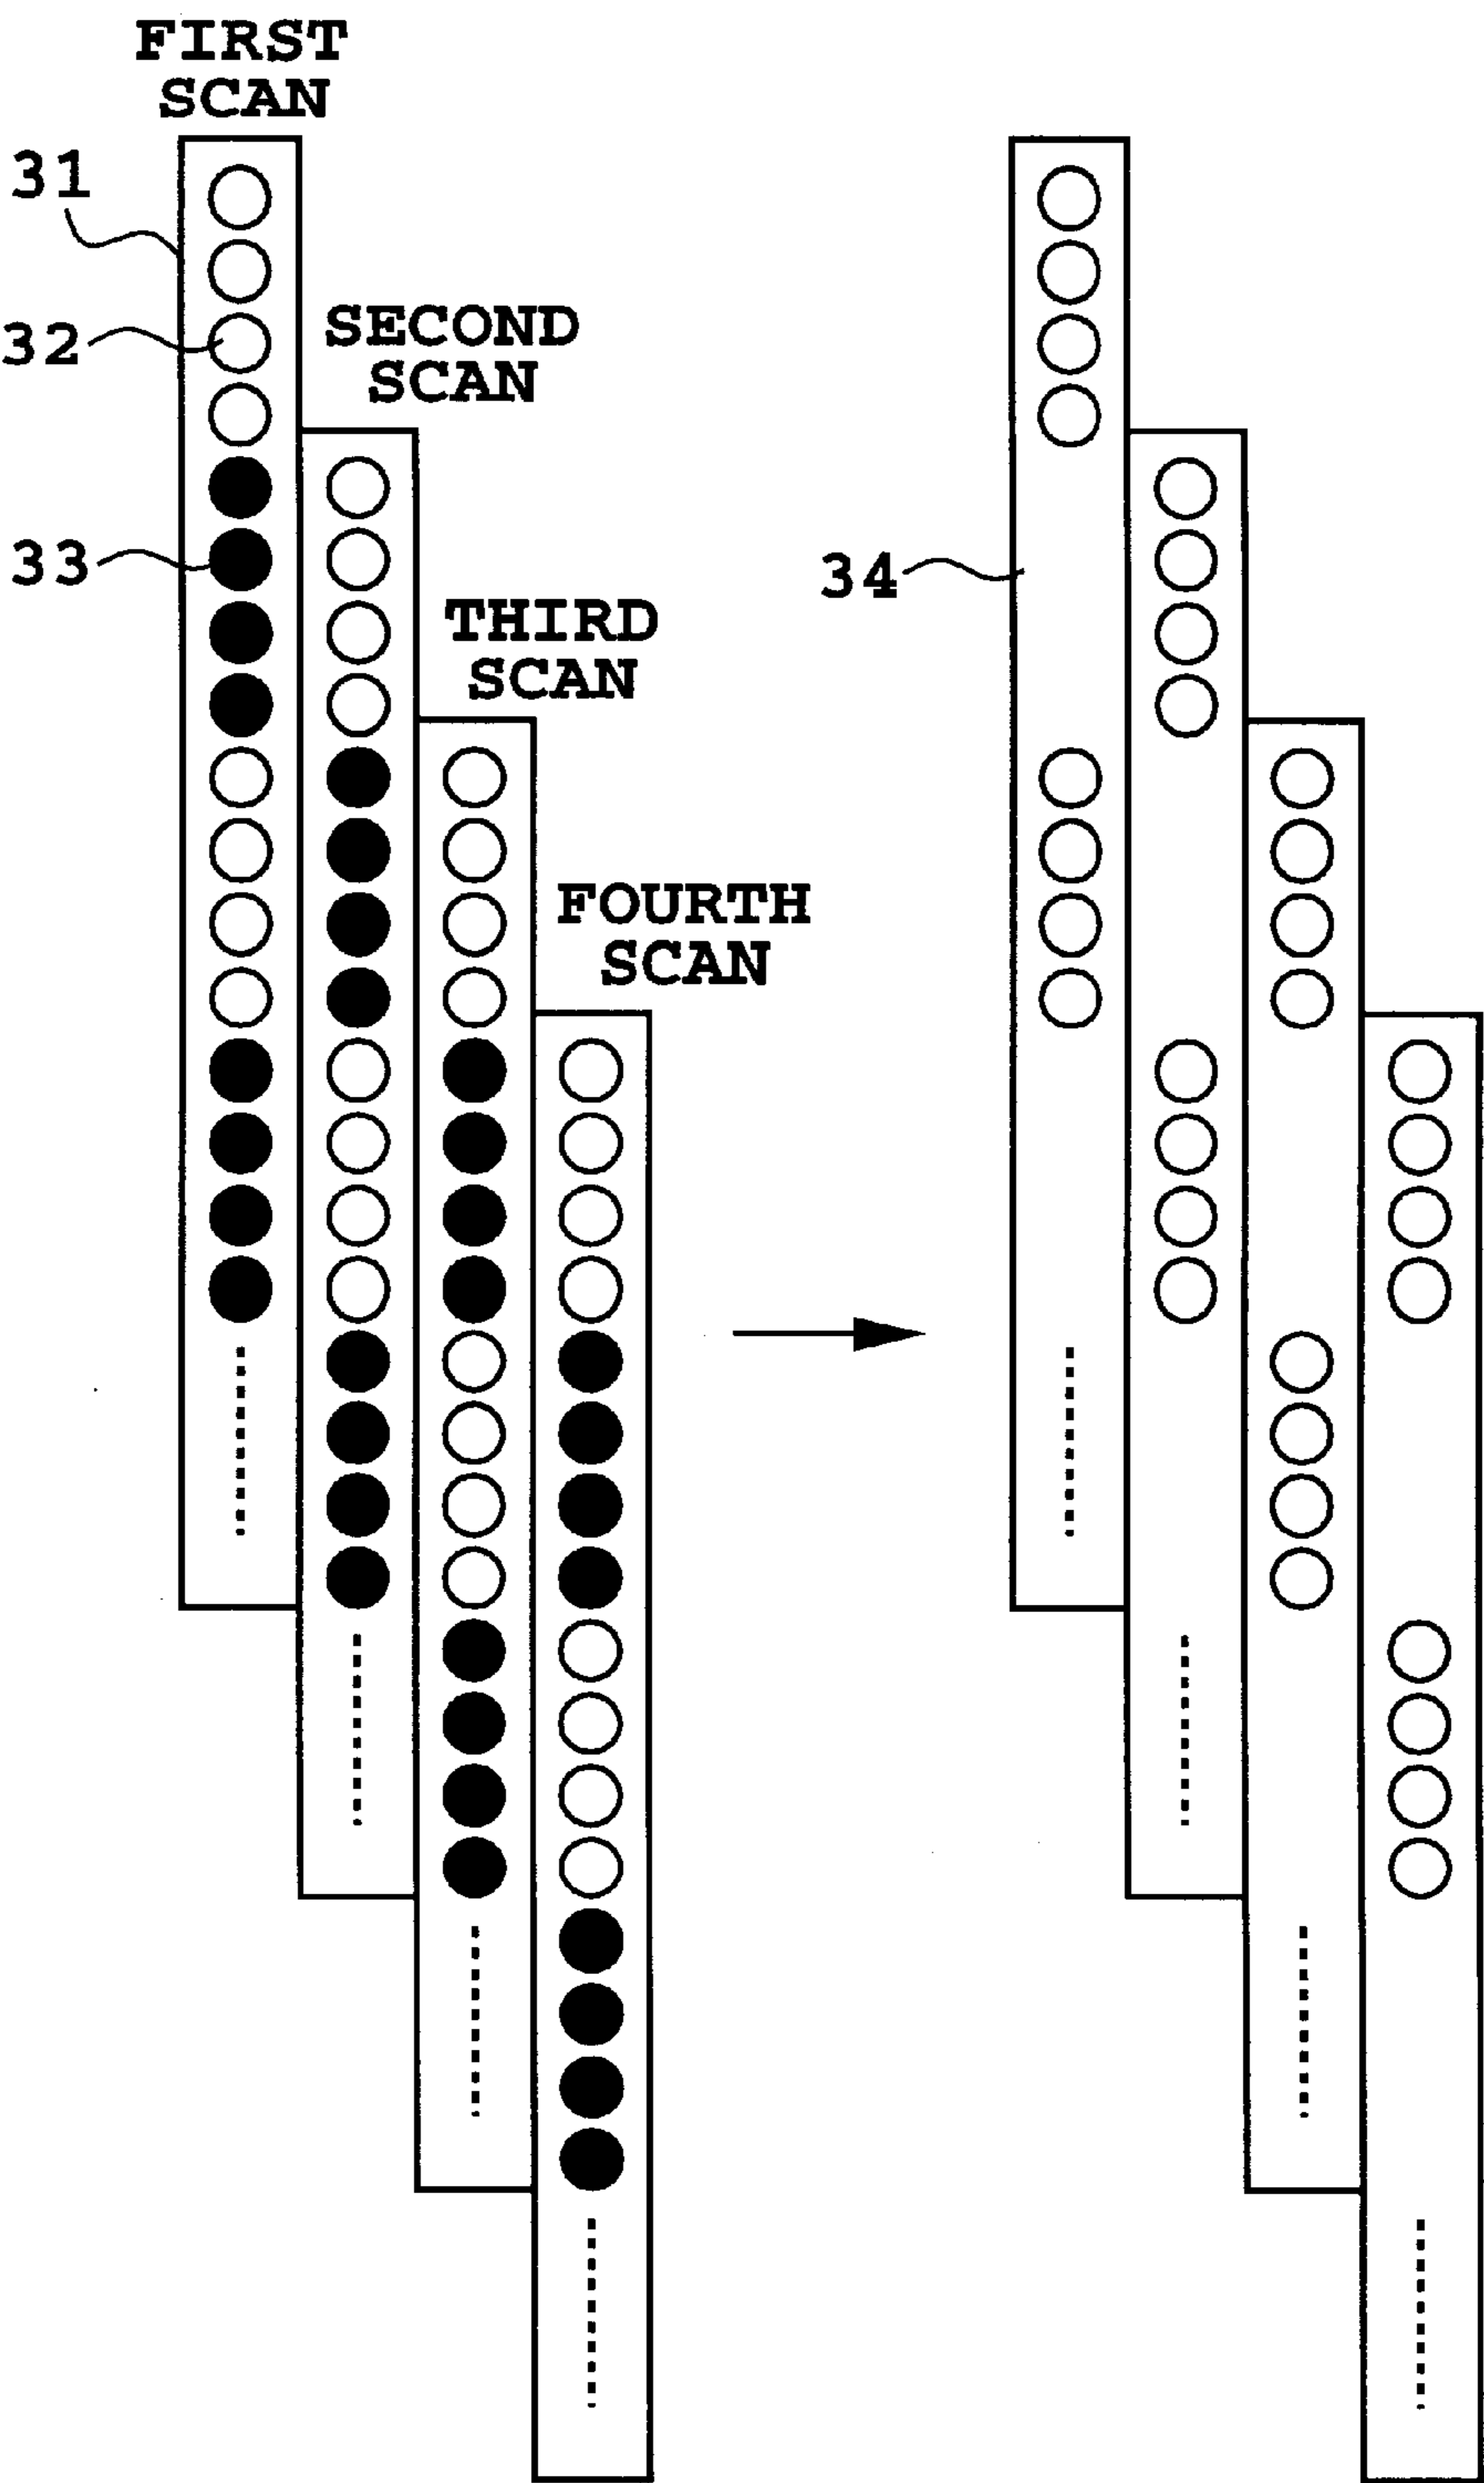 FIRST
SCAN
31
32
SECOND
SCAN
33
THIRD
SCAN
34
FOURTH
SCAN